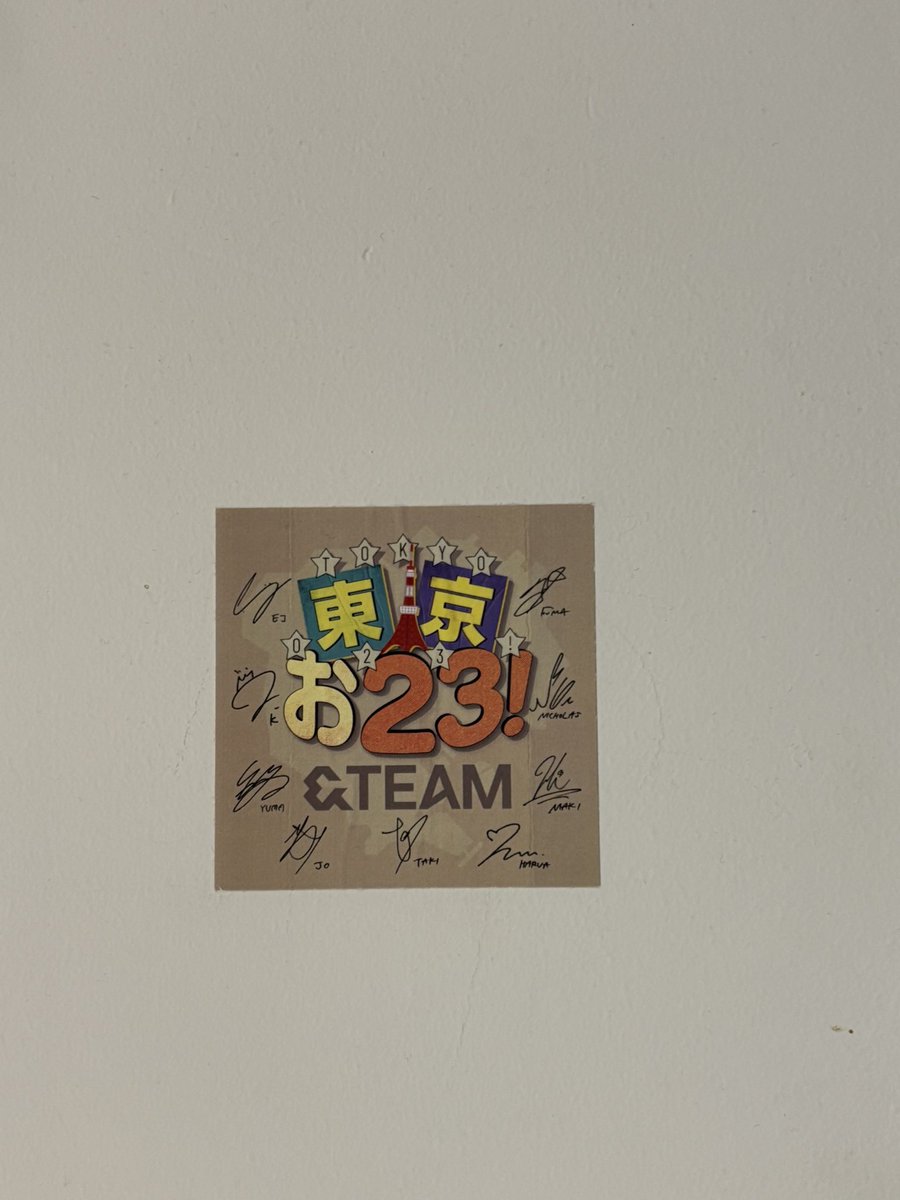 TOKYO
東京
O23!
お23!
&TEAM
EJ
FUMA
K
NICHOLAS
YUMA
MAKI
JO
TAKI
HARUA